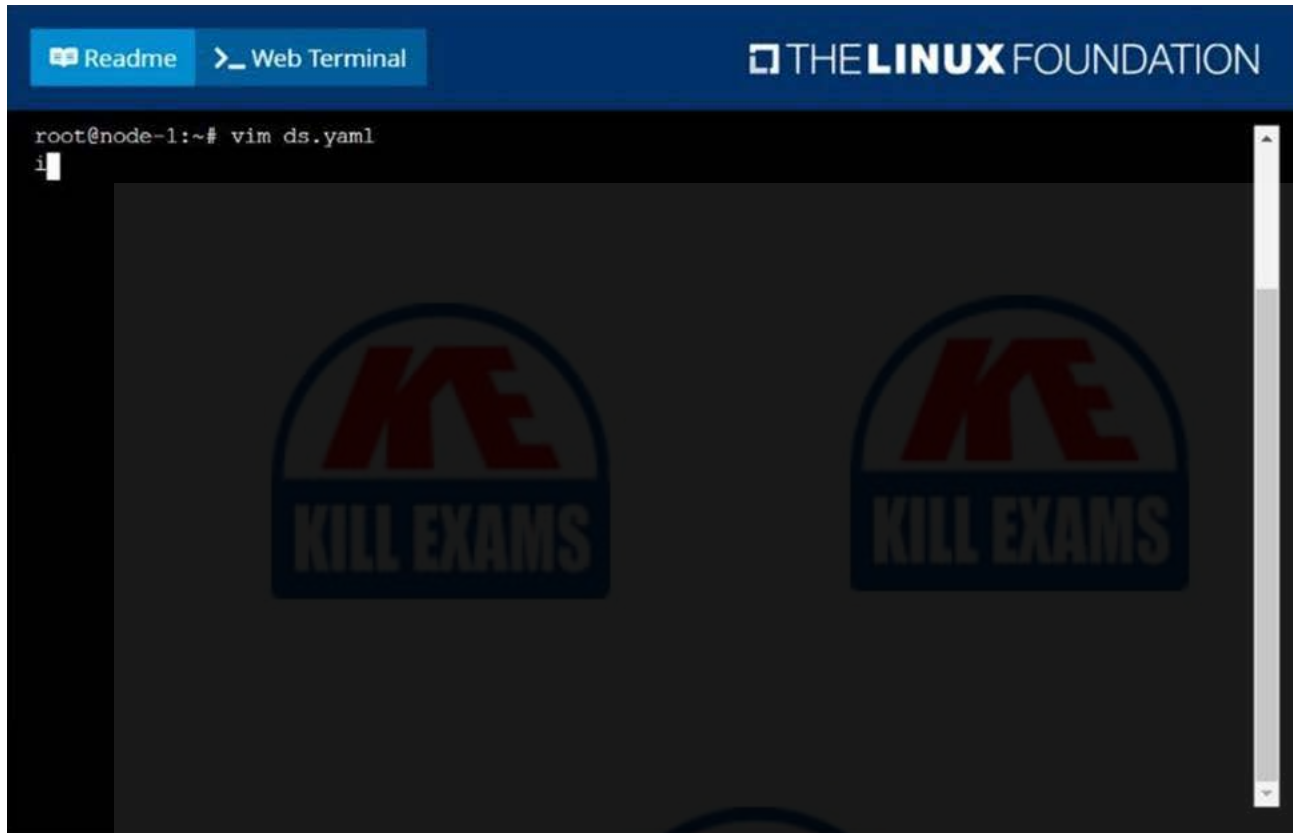 Readme >_ Web Terminal THE LINUX FOUNDATION
root@node-1:~# vim ds.yaml
i
KILL EXAMS KILL EXAMS